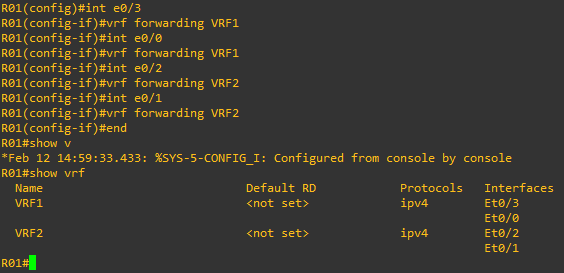 R01(config)#int e0/3
R01(config-if)#vrf forwarding VRF1
R01(config-if)#int e0/0
R01(config-if)#vrf forwarding VRF1
R01(config-if)#int e0/2
R01(config-if)#vrf forwarding VRF2
R01(config-if)#int e0/1
R01(config-if)#vrf forwarding VRF2
R01(config-if)#end
R01#show v
*Feb 12 14:59:33.433: %SYS-5-CONFIG_I: Configured from console by console
R01#show vrf
  Name                             Default RD            Protocols   Interfaces
  VRF1                             <not set>             ipv4        Et0/3
                                                                     Et0/0
  VRF2                             <not set>             ipv4        Et0/2
                                                                     Et0/1
R01#